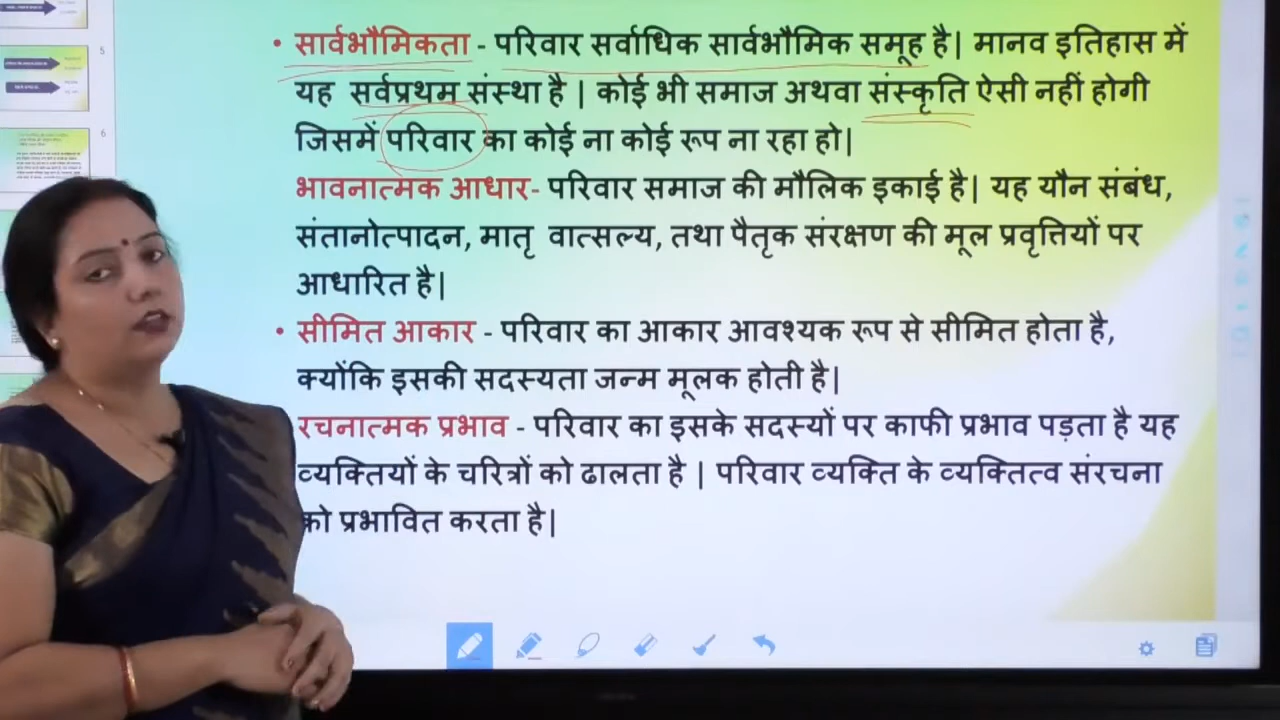 5
6
• सार्वभौमिकता - परिवार सर्वाधिक सार्वभौमिक समूह है| मानव इतिहास में
यह सर्वप्रथम संस्था है | कोई भी समाज अथवा संस्कृति ऐसी नहीं होगी
जिसमें परिवार का कोई ना कोई रूप ना रहा हो|
भावनात्मक आधार- परिवार समाज की मौलिक इकाई है| यह यौन संबंध,
संतानोत्पादन, मातृ वात्सल्य, तथा पैतृक संरक्षण की मूल प्रवृत्तियों पर
आधारित है|
• सीमित आकार - परिवार का आकार आवश्यक रूप से सीमित होता है,
क्योंकि इसकी सदस्यता जन्म मूलक होती है|
रचनात्मक प्रभाव - परिवार का इसके सदस्यों पर काफी प्रभाव पड़ता है यह
व्यक्तियों के चरित्रों को ढालता है | परिवार व्यक्ति के व्यक्तित्व संरचना
को प्रभावित करता है|